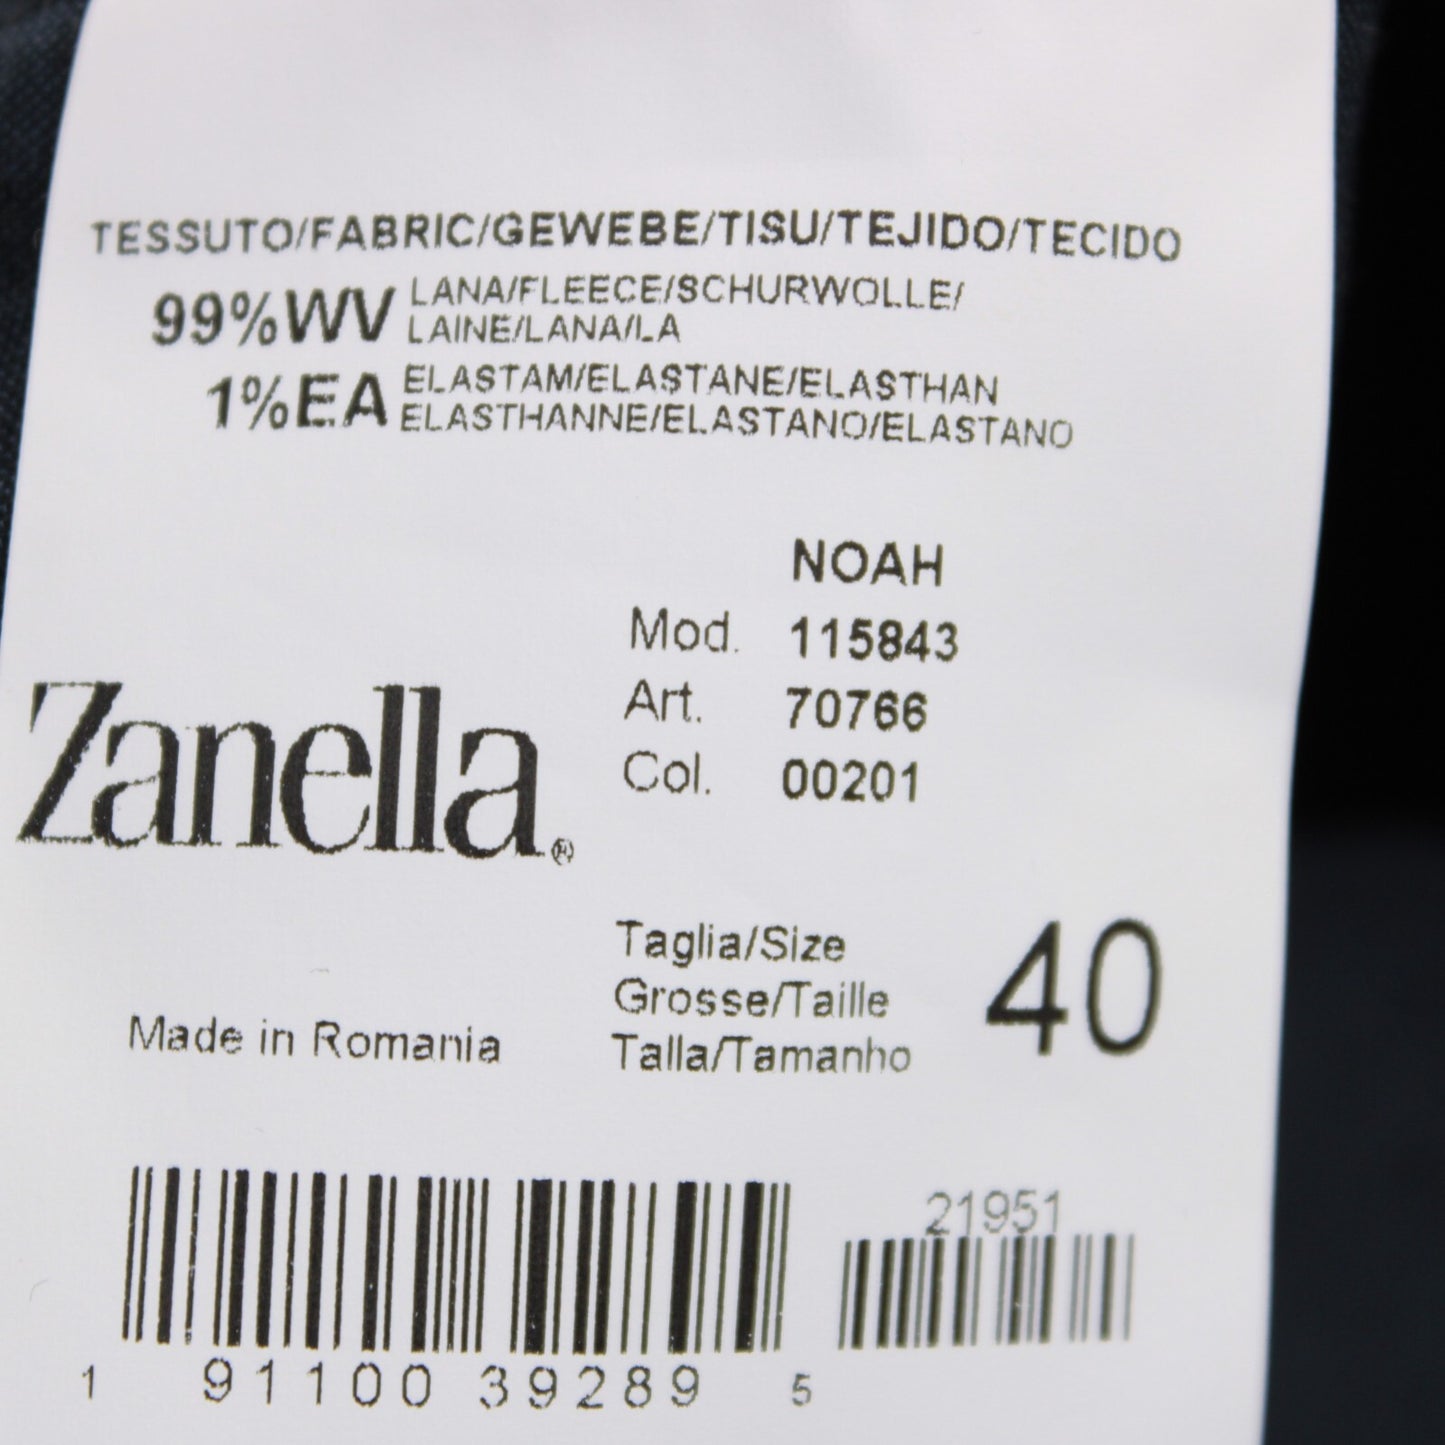 TESSUTO/FABRIC/GEWEBE/TISU/TEJIDO/TECIDO
99%WV LANA/FLEECE/SCHURWOLLE/
LAINE/LANA/LA
1%EA ELASTAM/ELASTANE/ELASTHAN
ELASTHANNE/ELASTANO/ELASTANO
NOAH
Mod. 115843
Art. 70766
Col. 00201
Zanella®
Taglia/Size
Grosse/Taille
Talla/Tamanho
40
Made in Romania
21951
1 91100 39289 5